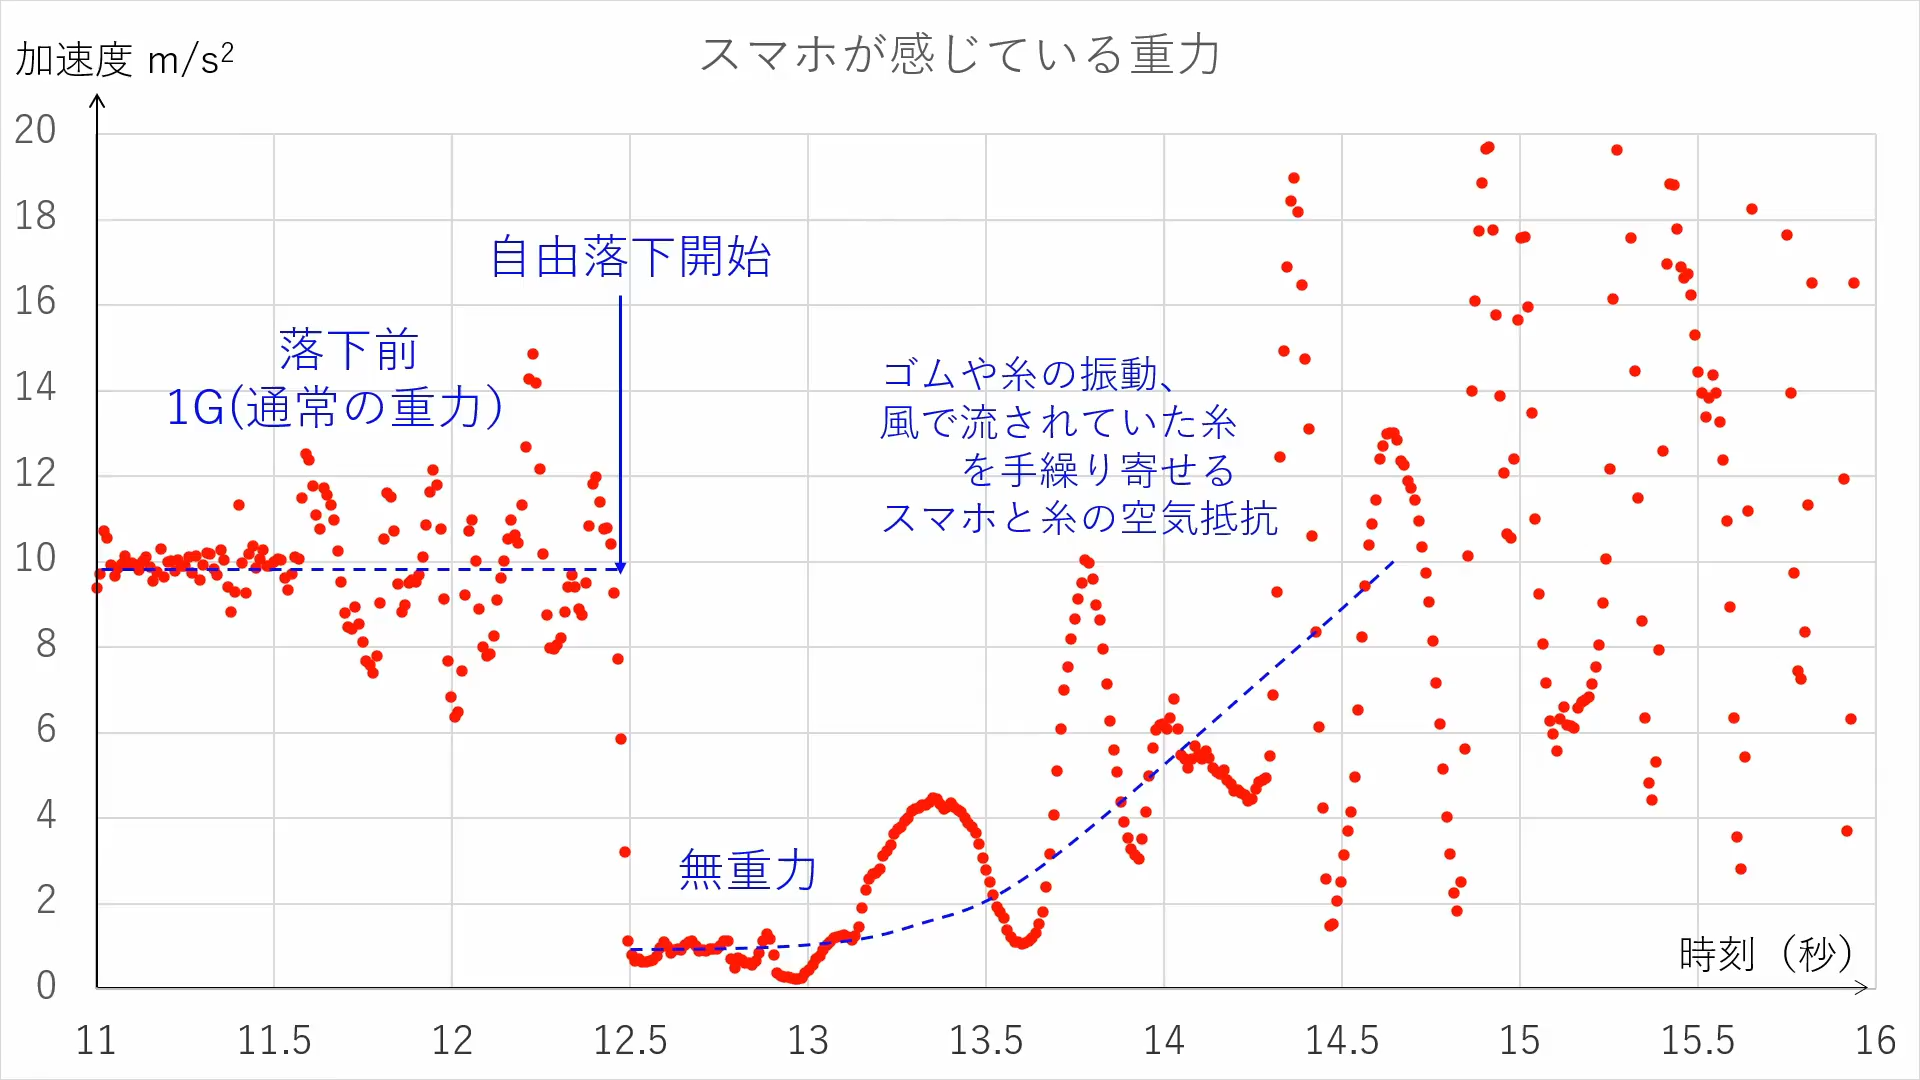 スマホが感じている重力
加速度 m/s²
20
18
16
14
12
10
8
6
4
2
0
自由落下開始
落下前
1G(通常の重力)
ゴムや糸の振動、
風で流されていた糸
を手繰り寄せる
スマホと糸の空気抵抗
無重力
時刻（秒）
11 11.5 12 12.5 13 13.5 14 14.5 15 15.5 16